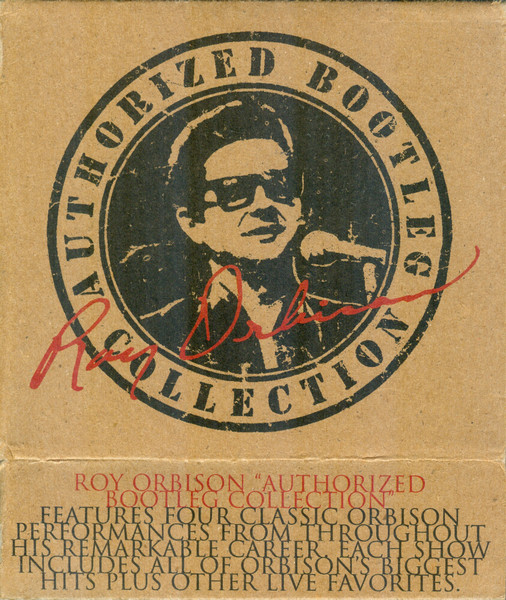 AUTHORIZED BOOTLEG
COLLECTION
Roy Orbison
ROY ORBISON "AUTHORIZED
BOOTLEG COLLECTION"
FEATURES FOUR CLASSIC ORBISON
PERFORMANCES FROM THROUGHOUT
HIS REMARKABLE CAREER. EACH SHOW
INCLUDES ALL OF ORBISON'S BIGGEST
HITS PLUS OTHER LIVE FAVORITES.